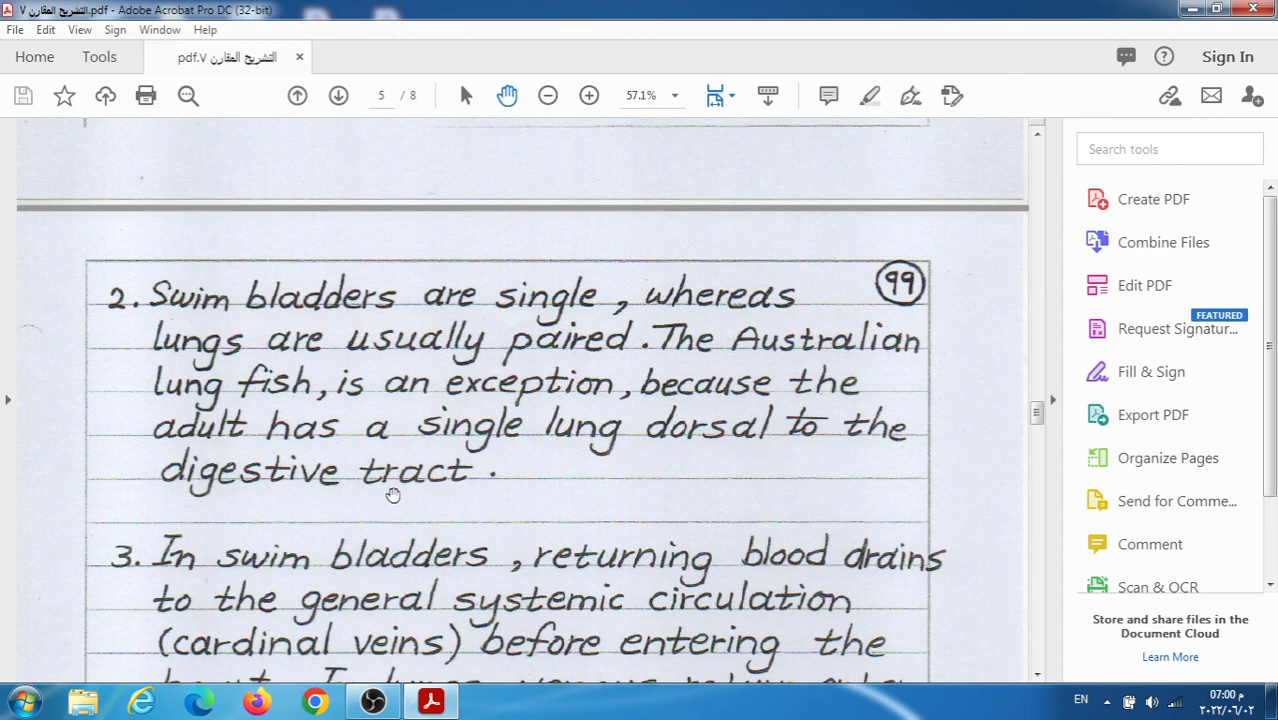 التشريح المقارن V.pdf - Adobe Acrobat Pro DC (32-bit)
File Edit View Sign Window Help
Home Tools التشريح المقارن V.pdf × Sign In
5 / 8 57.1%
Search tools
Create PDF
Combine Files
Edit PDF
FEATURED
Request Signatur...
Fill & Sign
Export PDF
Organize Pages
Send for Comme...
Comment
Scan & OCR
Store and share files in the
Document Cloud
Learn More
99
2. Swim bladders are single, whereas
lungs are usually paired. The Australian
lung fish, is an exception, because the
adult has a single lung dorsal to the
digestive tract.
3. In swim bladders, returning blood drains
to the general systemic circulation
(cardinal veins) before entering the
EN
07:00 م
٢٠٢٢/٠٦/٠٢